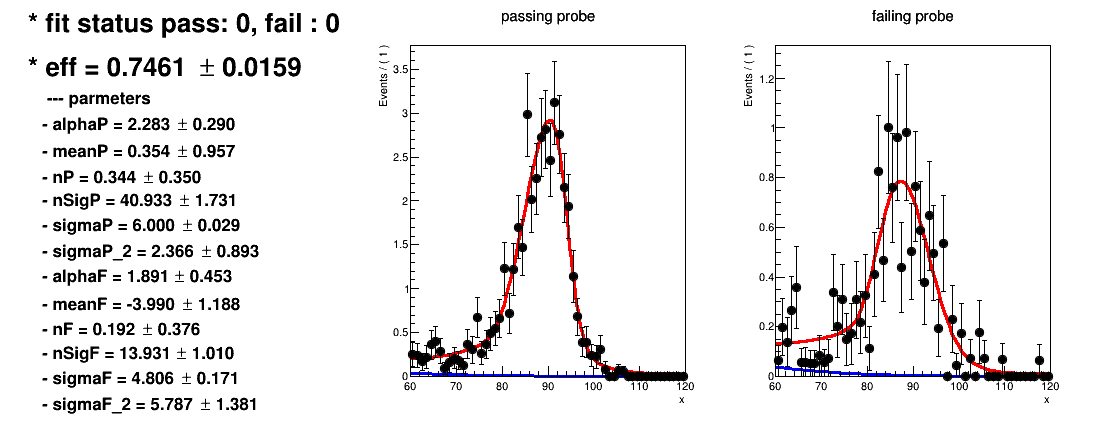 * fit status pass: 0, fail : 0
* eff = 0.7461 ± 0.0159
--- parmeters
- alphaP = 2.283 ± 0.290
- meanP = 0.354 ± 0.957
- nP = 0.344 ± 0.350
- nSigP = 40.933 ± 1.731
- sigmaP = 6.000 ± 0.029
- sigmaP_2 = 2.366 ± 0.893
- alphaF = 1.891 ± 0.453
- meanF = -3.990 ± 1.188
- nF = 0.192 ± 0.376
- nSigF = 13.931 ± 1.010
- sigmaF = 4.806 ± 0.171
- sigmaF_2 = 5.787 ± 1.381
passing probe
Events / ( 1 )
3.5
3
2.5
2
1.5
1
0.5
0
60 70 80 90 100 110 120
x
failing probe
Events / ( 1 )
1.2
1
0.8
0.6
0.4
0.2
0
60 70 80 90 100 110 120
x